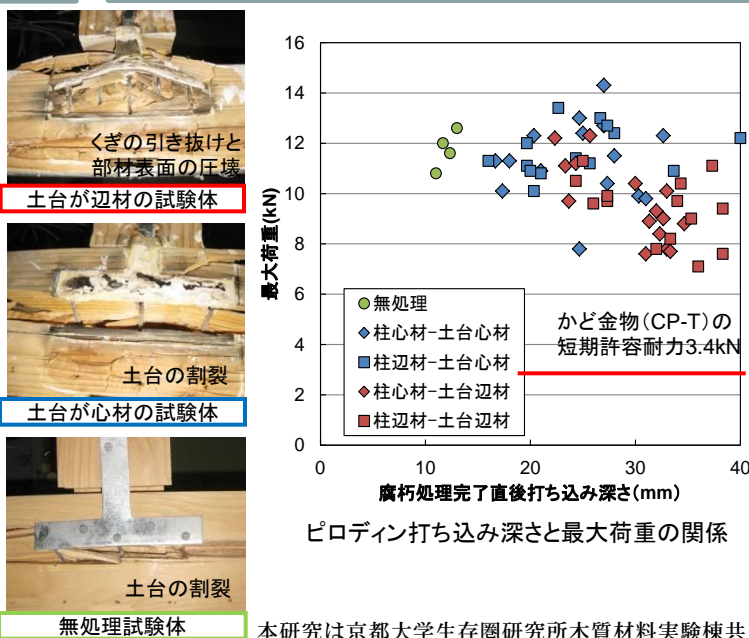 くぎの引き抜けと
部材表面の圧壊
土台が辺材の試験体
土台の割裂
土台が心材の試験体
土台の割裂
無処理試験体
最大荷重(kN)
16
14
12
10
8
6
4
2
0
0
10
20
30
40
無処理
柱心材-土台心材
柱辺材-土台心材
柱心材-土台辺材
柱辺材-土台辺材
かど金物(CP-T)の
短期許容耐力3.4kN
腐朽処理完了直後打ち込み深さ(mm)
ピロディン打ち込み深さと最大荷重の関係
本研究は京都大学生存圏研究所木質材料実験棟共